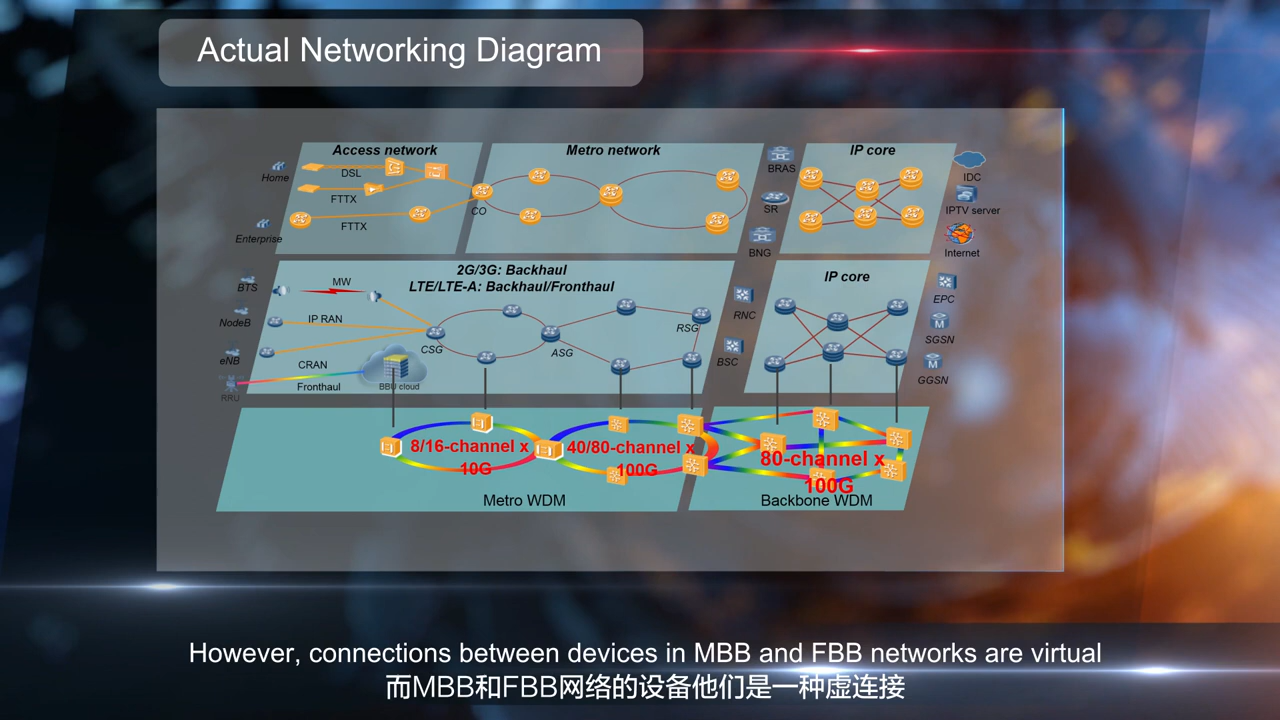 Actual Networking Diagram
Access network
Metro network
IP core
Home
DSL
FTTX
FTTX
Enterprise
CO
BRAS
SR
BNG
IDC
IPTV server
Internet
2G/3G: Backhaul
LTE/LTE-A: Backhaul/Fronthaul
IP core
BTS
MW
NodeB
IP RAN
eNB
CRAN
Fronthaul
RRU
BBU cloud
CSG
ASG
RSG
RNC
BSC
EPC
SGSN
GGSN
8/16-channel x
10G
40/80-channel x
100G
80-channel x
100G
Metro WDM
Backbone WDM
However, connections between devices in MBB and FBB networks are virtual
而MBB和FBB网络的设备他们是一种虚连接